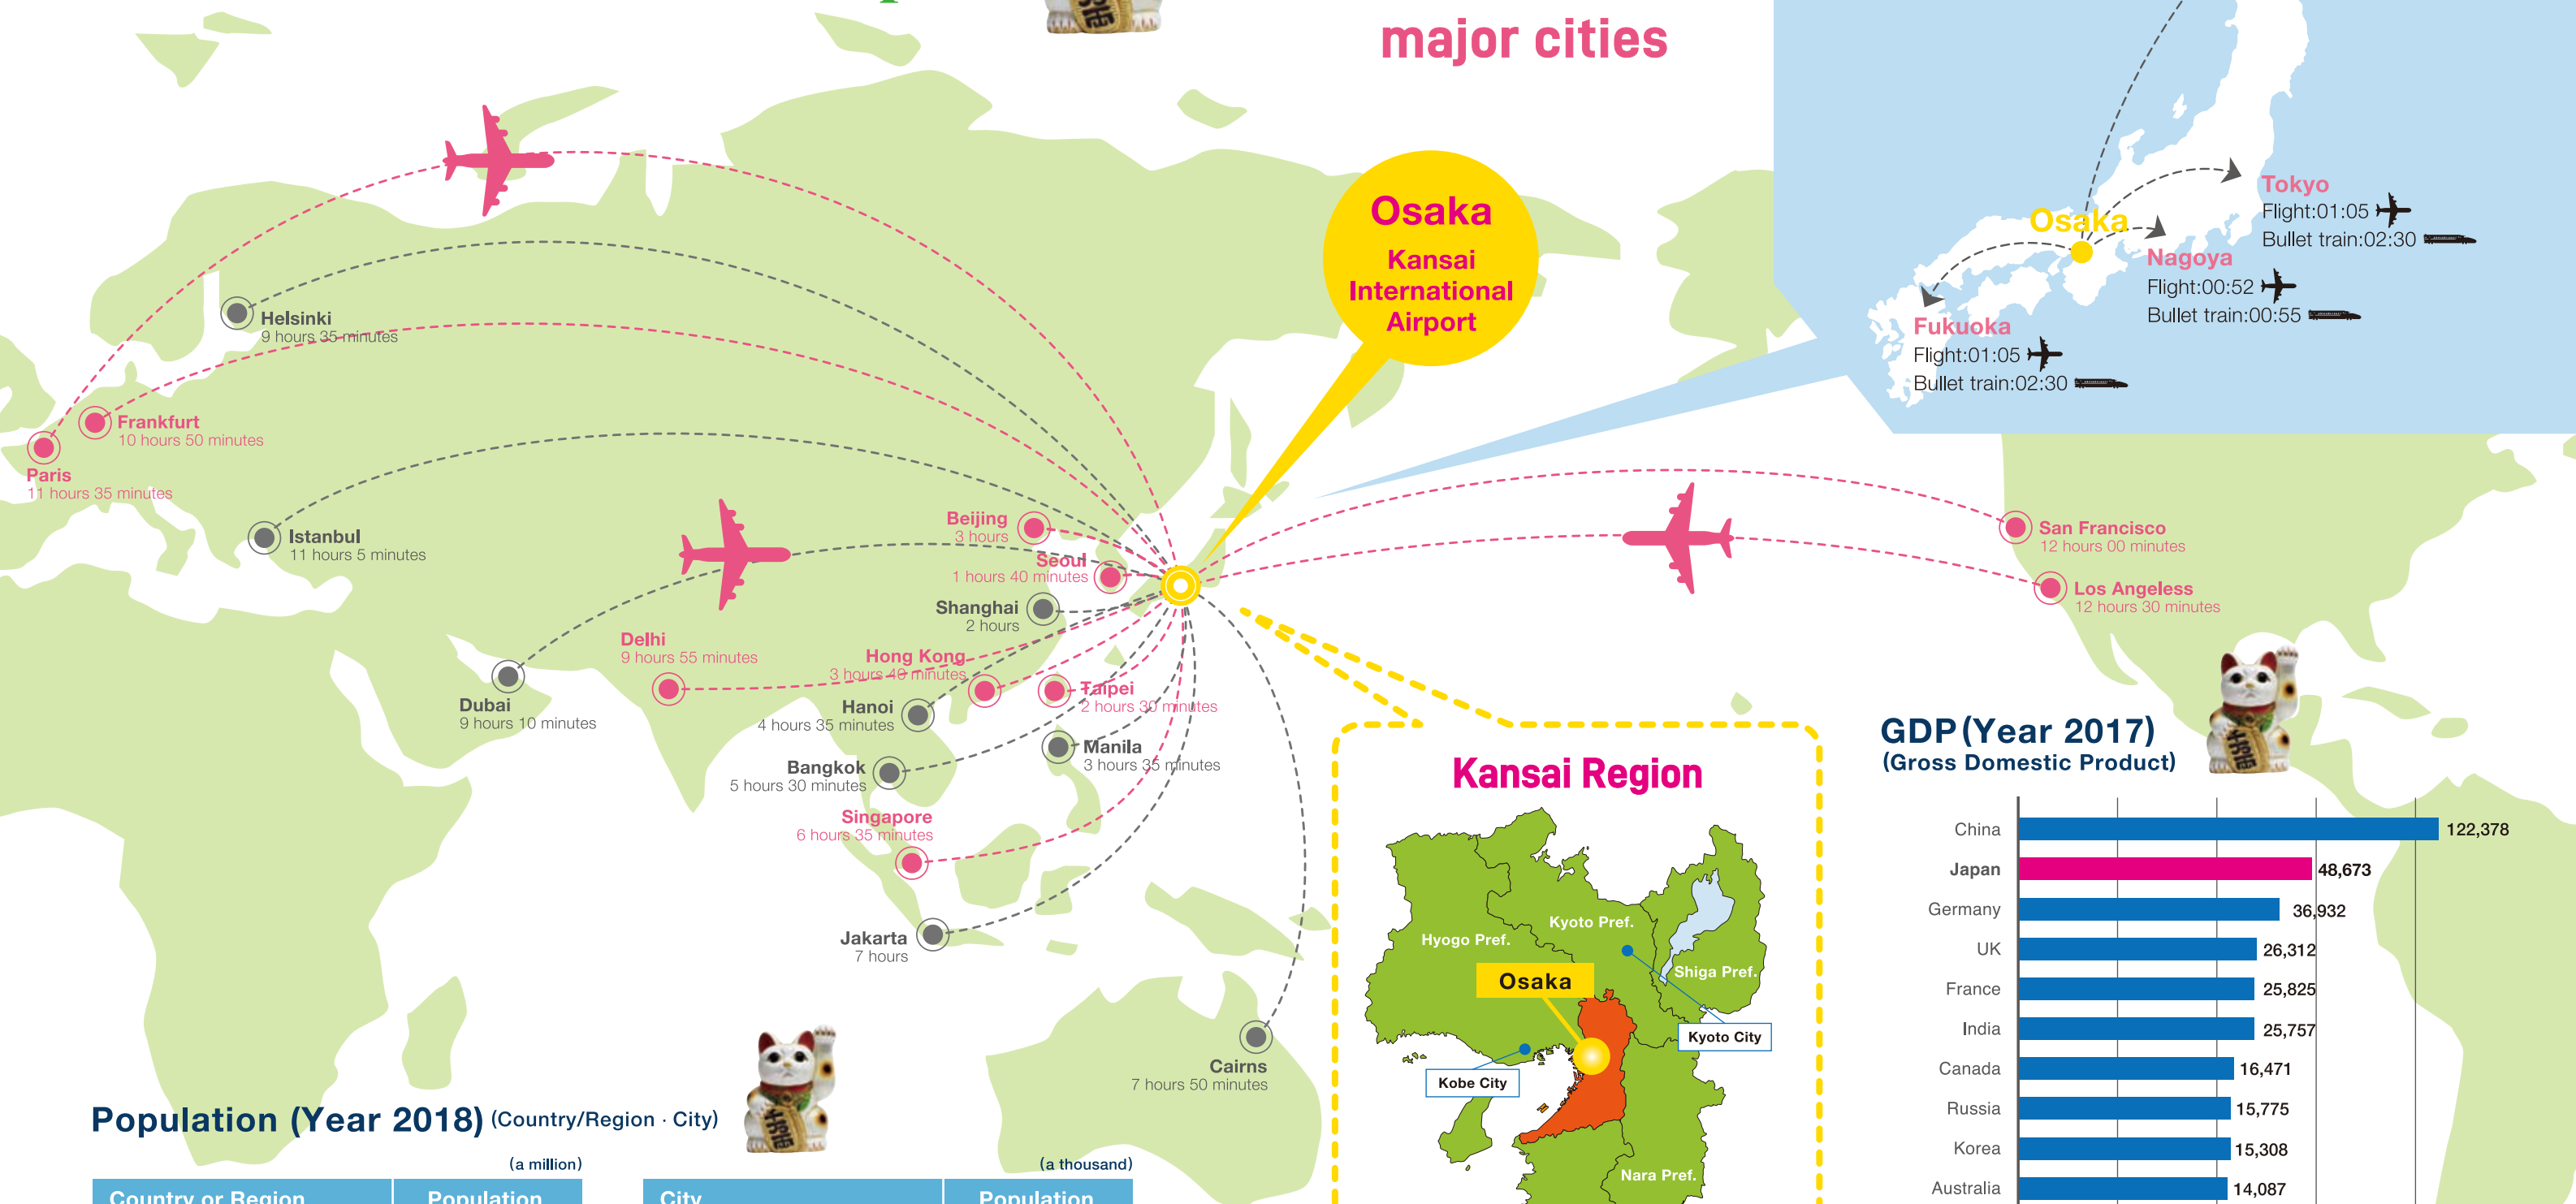 major cities
Osaka
Kansai
International
Airport
Tokyo
Flight:01:05
Bullet train:02:30
Osaka
Nagoya
Flight:00:52
Bullet train:00:55
Fukuoka
Flight:01:05
Bullet train:02:30
Helsinki
9 hours 35 minutes
Frankfurt
10 hours 50 minutes
Paris
11 hours 35 minutes
Istanbul
11 hours 5 minutes
Beijing
3 hours
Seoul
1 hours 40 minutes
Shanghai
2 hours
Delhi
9 hours 55 minutes
Hong Kong
3 hours 40 minutes
Dubai
9 hours 10 minutes
Taipei
2 hours 30 minutes
Hanoi
4 hours 35 minutes
Manila
3 hours 35 minutes
Bangkok
5 hours 30 minutes
Singapore
6 hours 35 minutes
Jakarta
7 hours
Cairns
7 hours 50 minutes
San Francisco
12 hours 00 minutes
Los Angeless
12 hours 30 minutes
Kansai Region
Hyogo Pref.
Kyoto Pref.
Shiga Pref.
Osaka
Kyoto City
Kobe City
Nara Pref.
GDP (Year 2017)
(Gross Domestic Product)
China 122,378
Japan 48,673
Germany 36,932
UK 26,312
France 25,825
India 25,757
Canada 16,471
Russia 15,775
Korea 15,308
Australia 14,087
Population (Year 2018) (Country/Region · City)
(a million)
Country or Region Population
(a thousand)
City Population